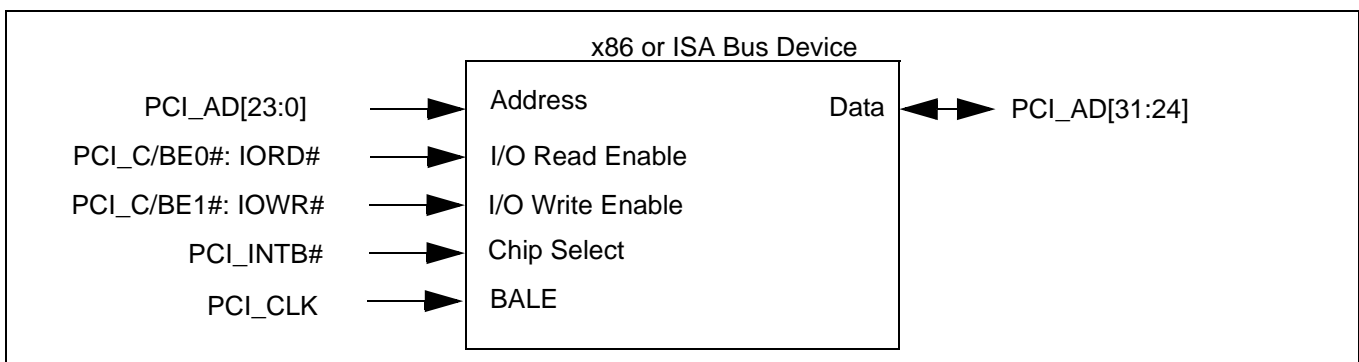 x86 or ISA Bus Device
PCI_AD[23:0] Address Data PCI_AD[31:24]
PCI_C/BE0#: IORD# I/O Read Enable
PCI_C/BE1#: IOWR# I/O Write Enable
PCI_INTB# Chip Select
PCI_CLK BALE